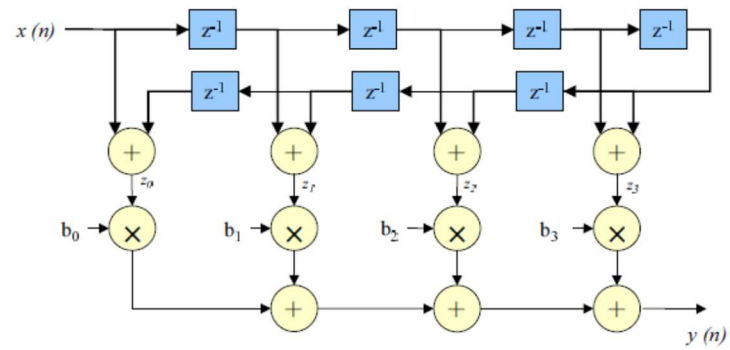 x (n) z⁻¹ z⁻¹ z⁻¹ z⁻¹
z⁻¹ z⁻¹ z⁻¹
+ + + +
z₀ z₁ z₂ z₃
b₀ × b₁ × b₂ × b₃ ×
+ + +
y (n)